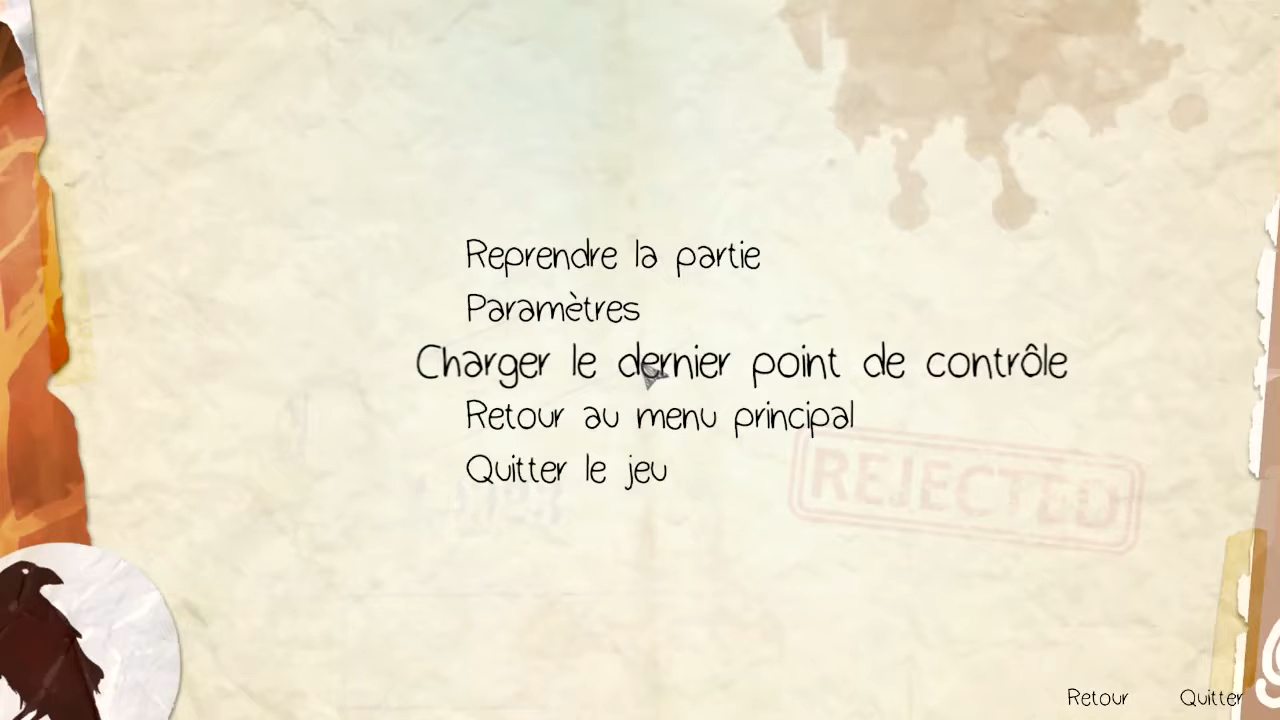 Reprendre la partie
Paramètres
Charger le dernier point de contrôle
Retour au menu principal
Quitter le jeu
REJECTED
Retour Quitter